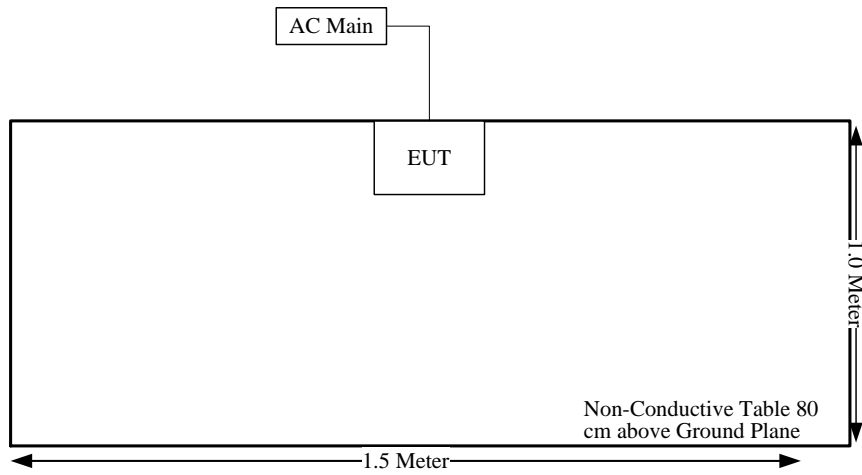 AC Main
EUT
1.0 Meter
Non-Conductive Table 80
cm above Ground Plane
1.5 Meter